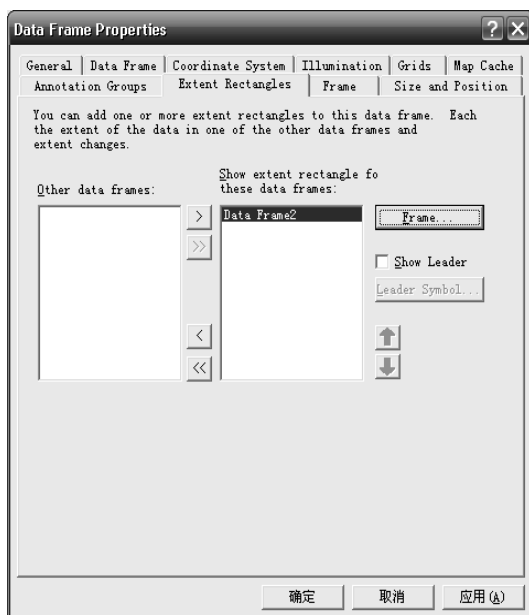 Data Frame Properties
General Data Frame Coordinate System Illumination Grids Map Cache
Annotation Groups Extent Rectangles Frame Size and Position
You can add one or more extent rectangles to this data frame. Each
the extent of the data in one of the other data frames and
extent changes.
Other data frames:
Show extent rectangle fo
these data frames:
>
Data Frame2
Frame...
>>
Show Leader
Leader Symbol...
<
<<
确定 取消 应用(A)